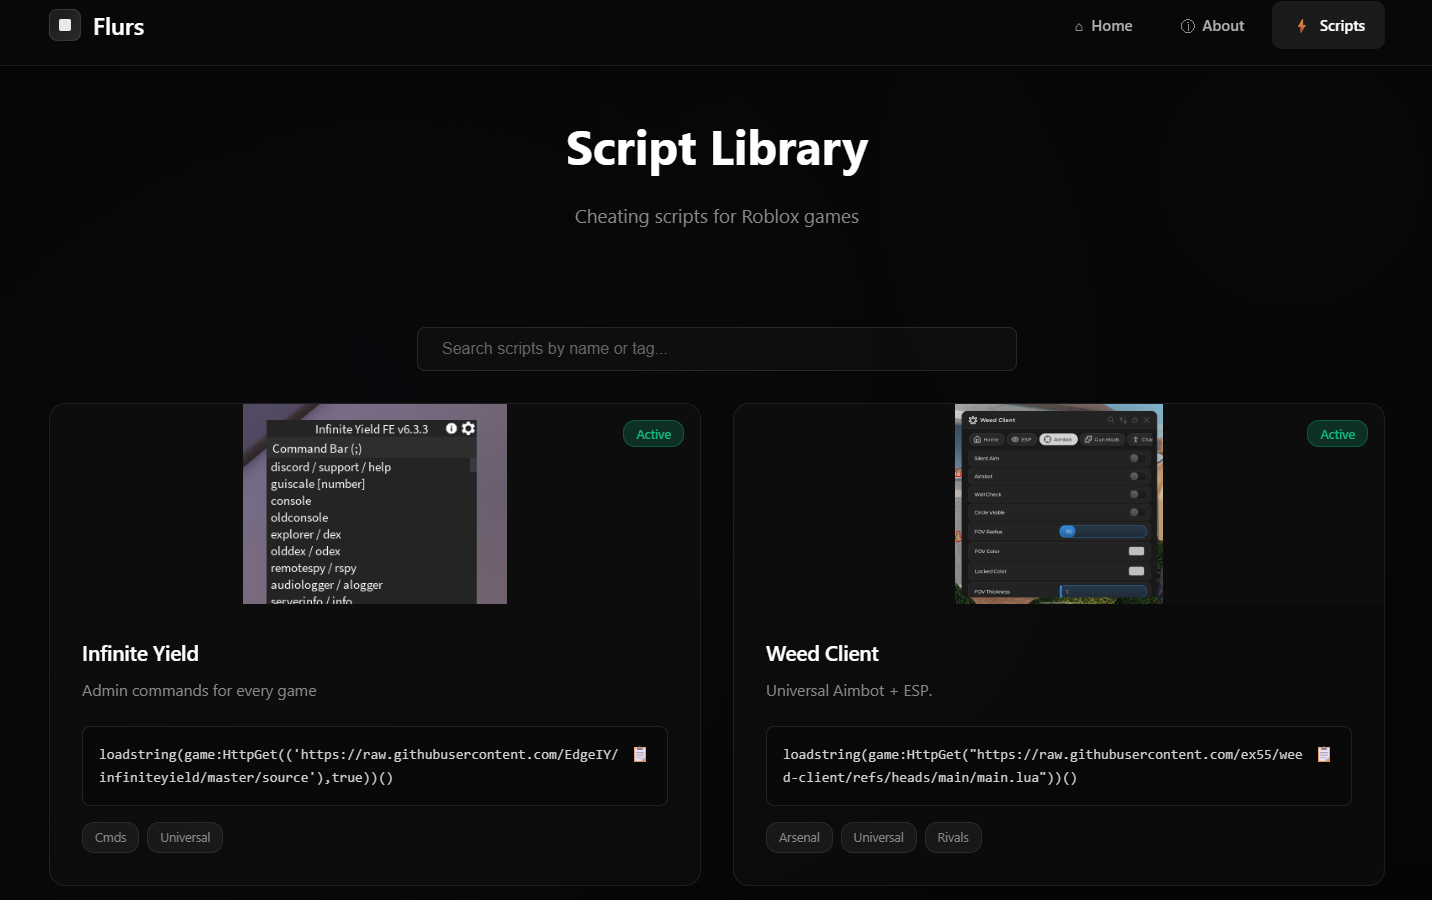 Flurs
Home
About
Scripts
Script Library
Cheating scripts for Roblox games
Search scripts by name or tag...
Infinite Yield FE v6.3.3
Command Bar (;)
discord / support / help
guiscale [number]
console
oldconsole
explorer / dex
olddex / odex
remotespy / rspy
audiologger / alogger
serverinfo / info
Active
Infinite Yield
Admin commands for every game
loadstring(game:HttpGet(('https://raw.githubusercontent.com/EdgeIY/
infiniteyield/master/source'),true))()
Cmds
Universal
Weed Client
Home
ESP
Aimbot
Gun Mods
Silent Aim
Aimbot
Wall Check
Circle Visible
FOV Radius
FOV Color
Locked Color
FOV Thickness
1
Active
Weed Client
Universal Aimbot + ESP.
loadstring(game:HttpGet("https://raw.githubusercontent.com/ex55/wee
d-client/refs/heads/main/main.lua"))()
Arsenal
Universal
Rivals